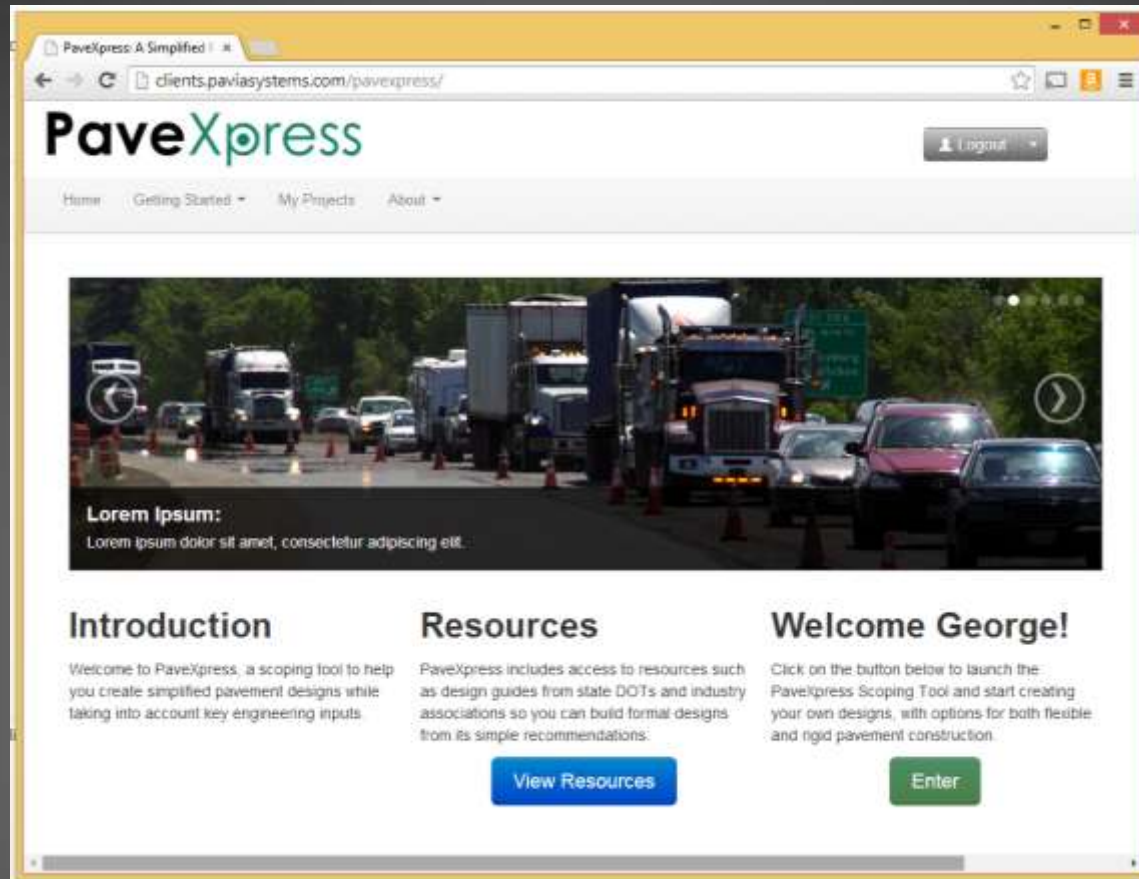 PaveXpress: A Simplified
clients.paviasystems.com/pavexpress/
PaveXpress
Logout
Home Getting Started My Projects About
Lorem Ipsum:
Lorem ipsum dolor sit amet, consectetur adipiscing elit.
Introduction
Welcome to PaveXpress, a scoping tool to help
you create simplified pavement designs while
taking into account key engineering inputs.
Resources
PaveXpress includes access to resources such
as design guides from state DOTs and industry
associations so you can build formal designs
from its simple recommendations.
View Resources
Welcome George!
Click on the button below to launch the
PaveXpress Scoping Tool and start creating
your own designs, with options for both flexible
and rigid pavement construction.
Enter